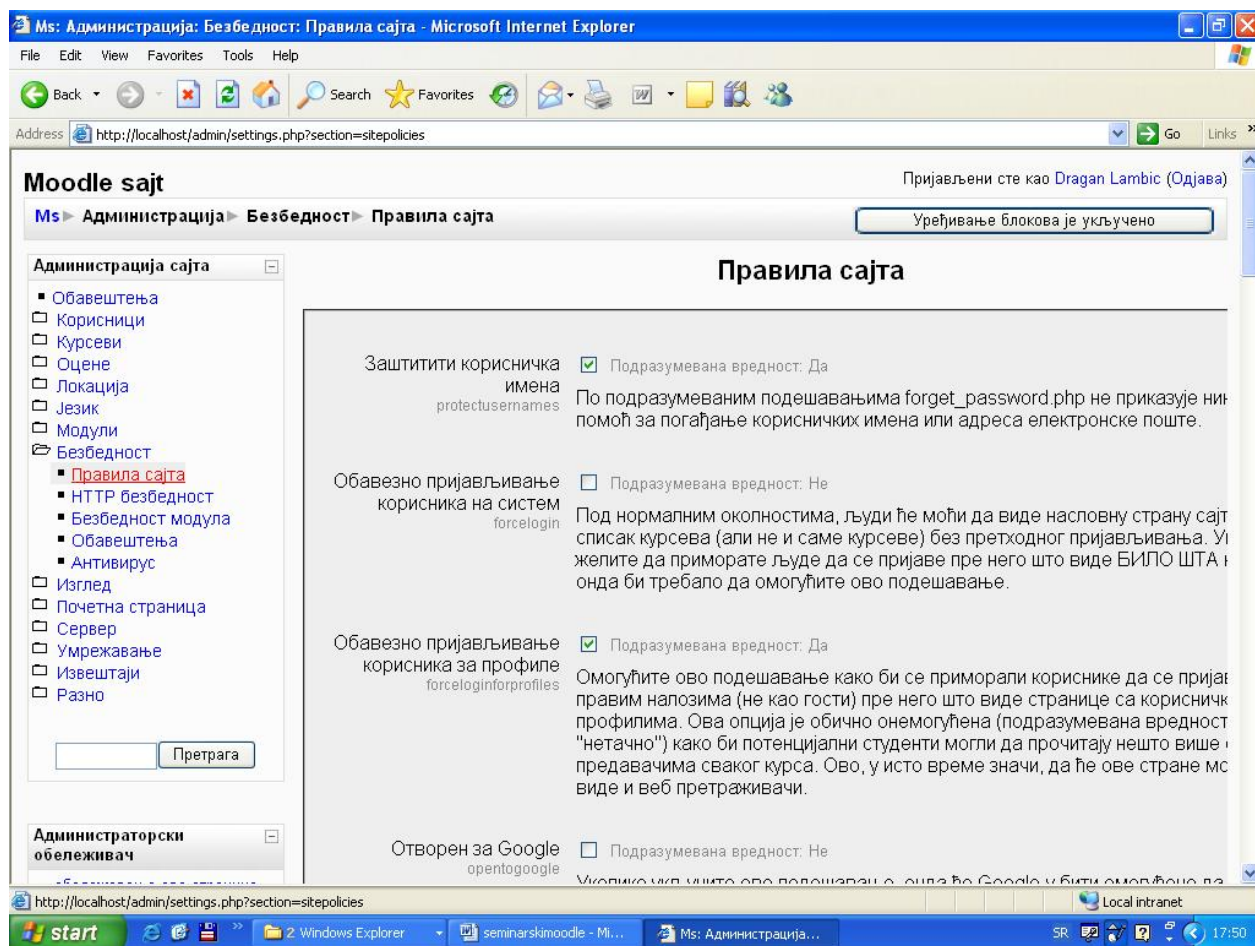 Ms: Администрација: Безбедност: Правила сајта - Microsoft Internet Explorer
File Edit View Favorites Tools Help
Back Search Favorites
Address http://localhost/admin/settings.php?section=sitepolicies Go Links
Moodle sajt
Пријављени сте као Dragan Lambic (Одјава)
Ms Администрација Безбедност Правила сајта
Уређивање блокова је укључено
Администрација сајта
Обавештења
Корисници
Курсеви
Оцене
Локација
Језик
Модули
Безбедност
Правила сајта
HTTP безбедност
Безбедност модула
Обавештења
Антивирус
Изглед
Почетна страница
Сервер
Умрежавање
Извештаји
Разно
Претрага
Администраторски
обележивач
Правила сајта
Заштитити корисничка
имена
protectusernames
Подразумевана вредност: Да
По подразумеваним подешавањима forget_password.php не приказује
помоћ за погађање корисничких имена или адреса електронске поште.
Обавезно пријављивање
корисника на систем
forcelogin
Подразумевана вредност: Не
Под нормалним околностима, људи ће моћи да виде насловну страну сајт
списак курсева (али не и саме курсеве) без претходног пријављивања.
желите да приморате људе да се пријаве пре него што виде БИЛО ШТА
онда би требало да омогућите ово подешавање.
Обавезно пријављивање
корисника за профиле
forceloginforprofiles
Подразумевана вредност: Да
Омогућите ово подешавање како би се приморали кориснике да се
правим налозима (не као гости) пре него што виде странице са
профилима. Ова опција је обично онемогућена (подразумевана вредност
"нетачно") како би потенцијални студенти могли да прочитају нешто више
предавачима сваког курса. Ово, у исто време значи, да ће ове стране
виде и веб претраживачи.
Отворен за Google
opentogoogle
Подразумевана вредност: Не
http://localhost/admin/settings.php?section=sitepolicies
Local intranet
start
2 Windows Explorer
seminarskimoodle - Mi...
Ms: Администрација...
SR
17:50